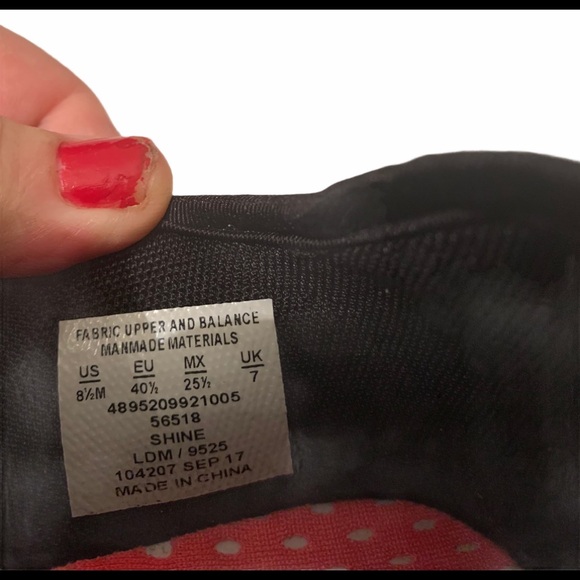 FABRIC UPPER AND BALANCE
MANMADE MATERIALS
US EU MX UK
8½M 40½ 25½ 7
4895209921005
56518
SHINE
LDM / 9525
104207 SEP 17
MADE IN CHINA